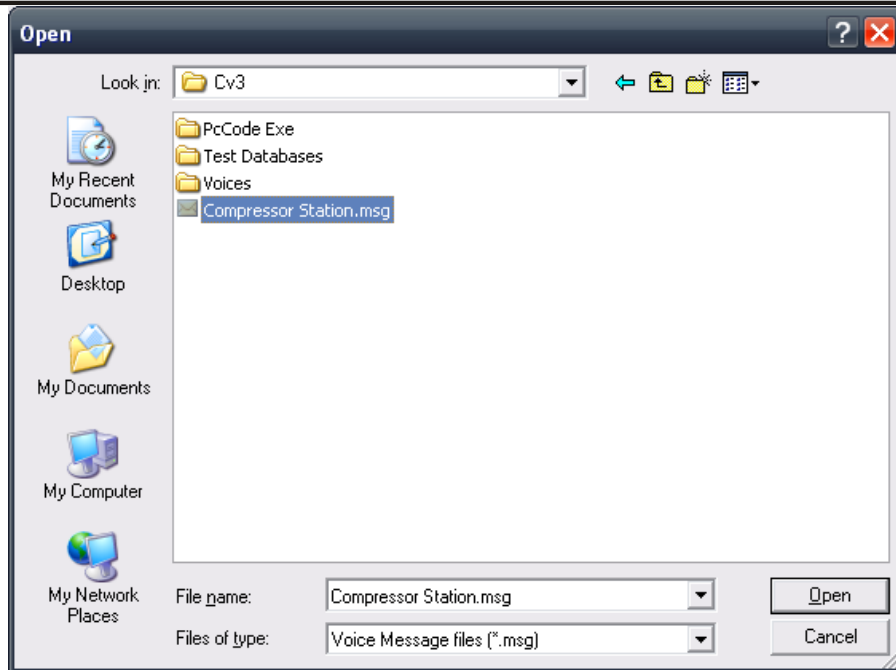 Open
Look in: Cv3
PcCode Exe
Test Databases
Voices
Compressor Station.msg
My Recent
Documents
Desktop
My Documents
My Computer
My Network
Places
File name: Compressor Station.msg Open
Files of type: Voice Message files (*.msg) Cancel